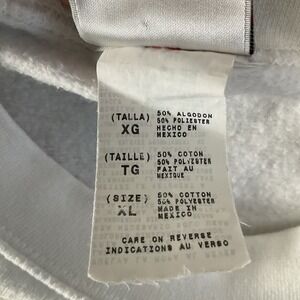 (TALLA) 50% ALGODON
XG 50% POLIESTER
HECHO EN
MEXICO
(TAILLE) 50% COTON
TG 50% POLYESTER
FAIT AU
MEXIQUE
(SIZE) 50% COTTON
XL 50% POLYESTER
MADE IN
MEXICO
CARE ON REVERSE
INDICATIONS AU VERSO